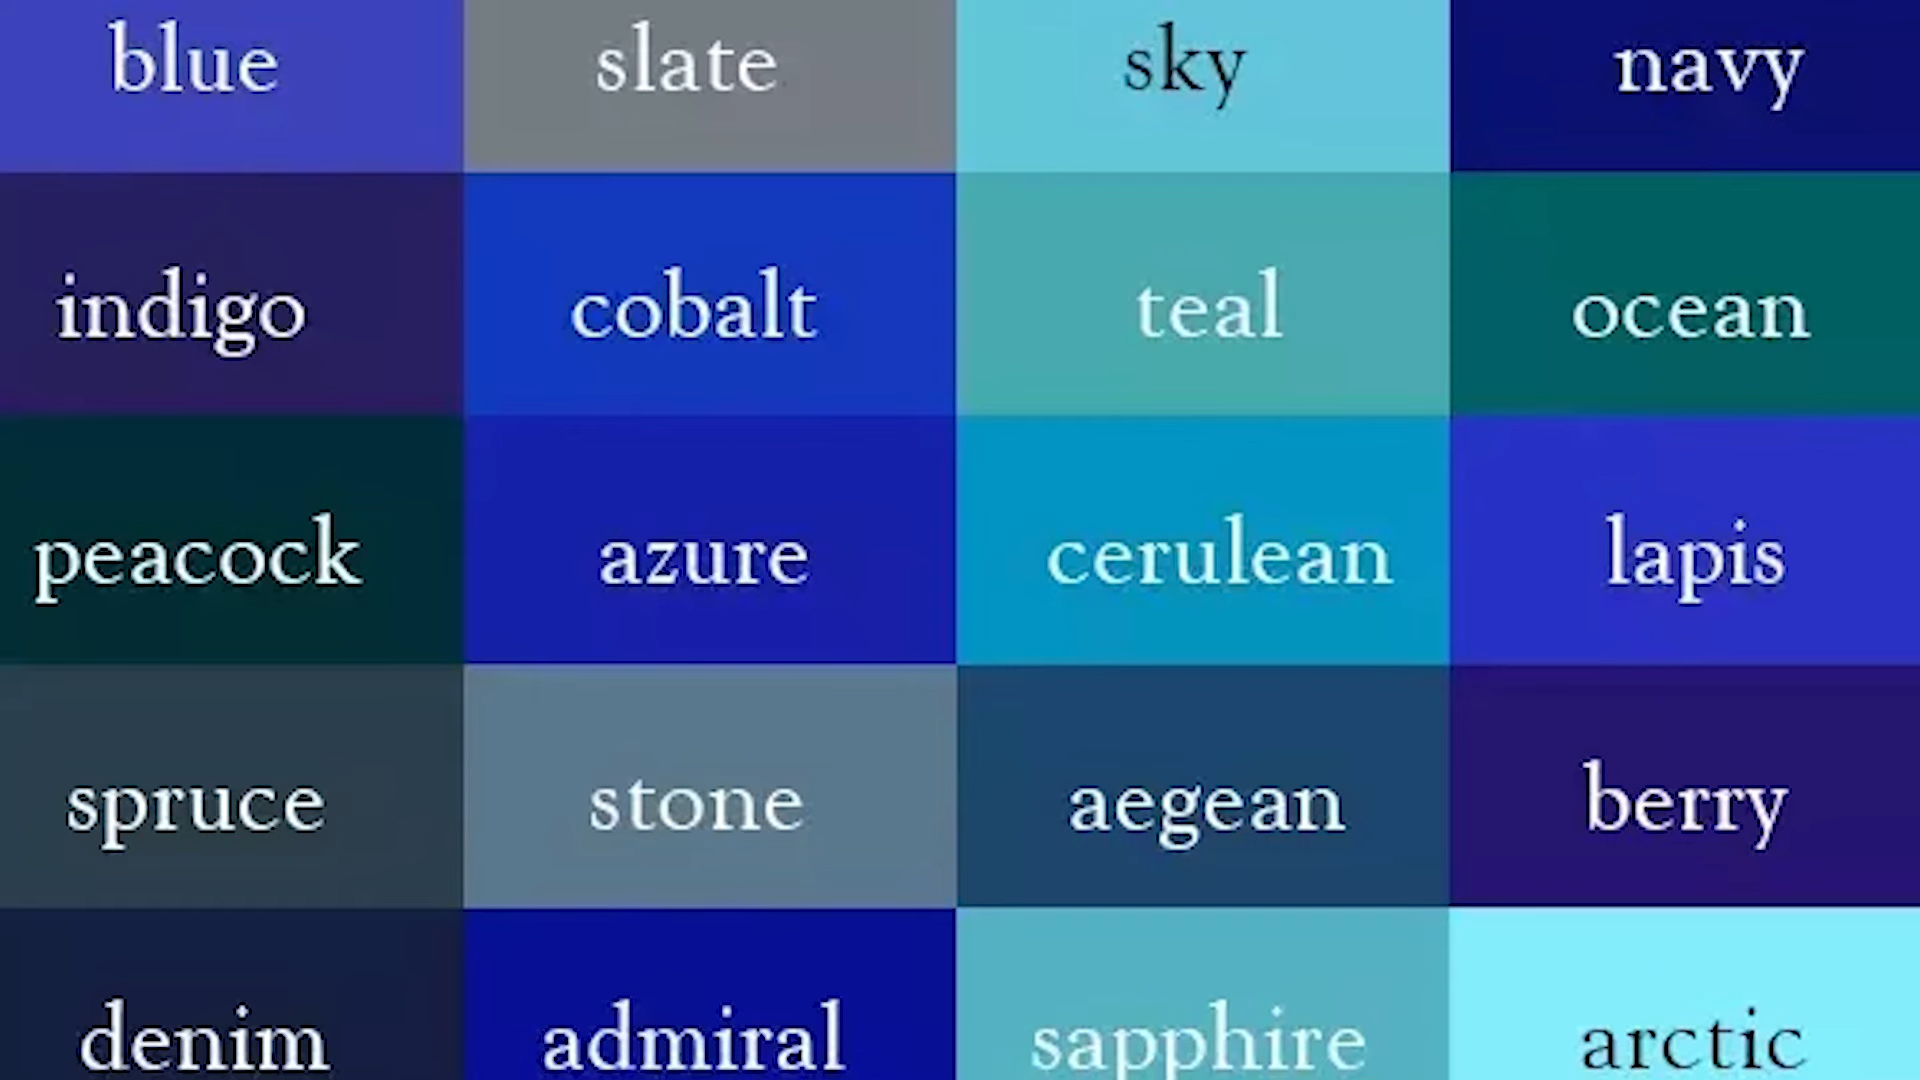 blue slate sky navy
indigo cobalt teal ocean
peacock azure cerulean lapis
spruce stone aegean berry
denim admiral sapphire arctic